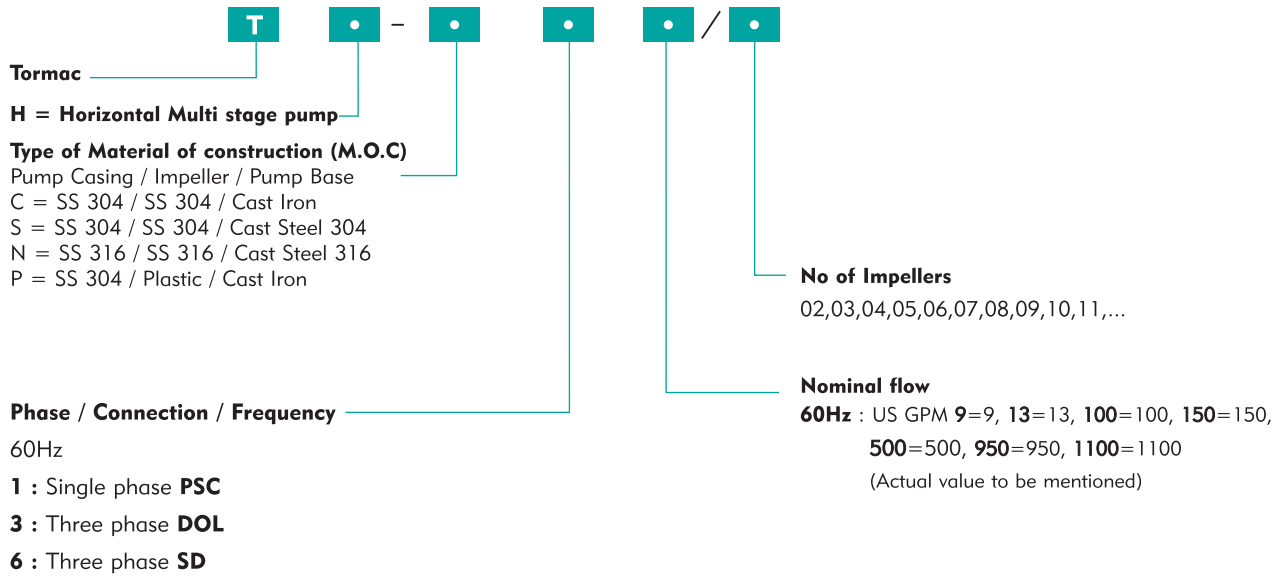 T • - • • • / •
Tormac
H = Horizontal Multi stage pump
Type of Material of construction (M.O.C)
Pump Casing / Impeller / Pump Base
C = SS 304 / SS 304 / Cast Iron
S = SS 304 / SS 304 / Cast Steel 304
N = SS 316 / SS 316 / Cast Steel 316
P = SS 304 / Plastic / Cast Iron
No of Impellers
02,03,04,05,06,07,08,09,10,11,...
Nominal flow
60Hz : US GPM 9=9, 13=13, 100=100, 150=150,
500=500, 950=950, 1100=1100
(Actual value to be mentioned)
Phase / Connection / Frequency
60Hz
1 : Single phase PSC
3 : Three phase DOL
6 : Three phase SD